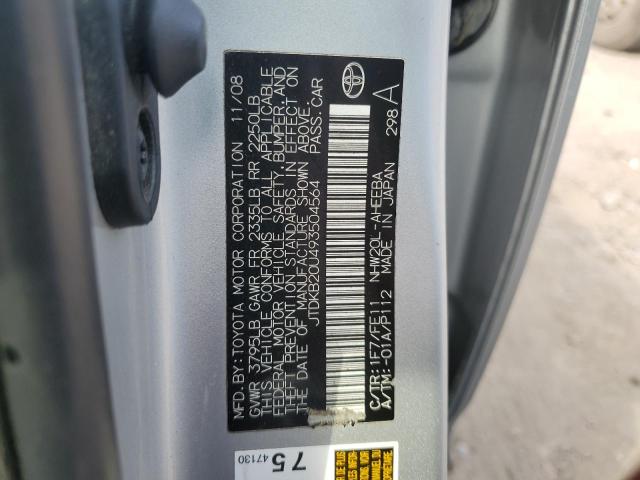 MFD.BY:TOYOTA MOTOR CORPORATION 11/08
GVWR 3795LB GAWR FR 2335LB RR 2250LB
THIS VEHICLE CONFORMS TO ALL APPLICABLE
FEDERAL MOTOR VEHICLE SAFETY, BUMPER, AND
THEFT PREVENTION STANDARDS IN EFFECT ON
THE DATE OF MANUFACTURE SHOWN ABOVE.
JTDKB20U493504564 PASS.CAR
C/TR:1F7/FF11 NHW20L-AHEEBA
A/TM:-01A/P112 MADE IN JAPAN 298 A
75
47130